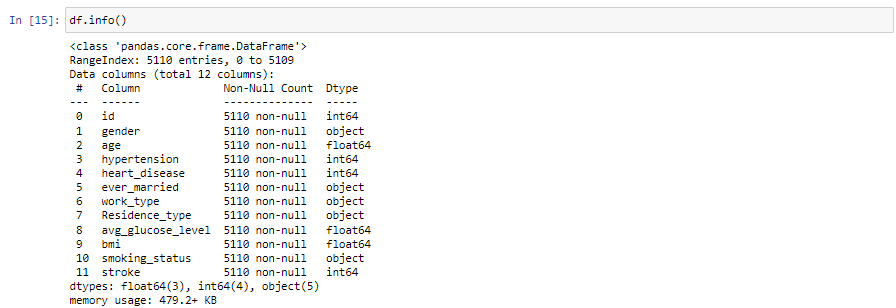 In [15]: df.info()
<class 'pandas.core.frame.DataFrame'>
RangeIndex: 5110 entries, 0 to 5109
Data columns (total 12 columns):
 #   Column             Non-Null Count  Dtype
---  ------             --------------  -----
 0   id                 5110 non-null   int64
 1   gender             5110 non-null   object
 2   age                5110 non-null   float64
 3   hypertension       5110 non-null   int64
 4   heart_disease      5110 non-null   int64
 5   ever_married       5110 non-null   object
 6   work_type          5110 non-null   object
 7   Residence_type     5110 non-null   object
 8   avg_glucose_level  5110 non-null   float64
 9   bmi                5110 non-null   float64
 10  smoking_status     5110 non-null   object
 11  stroke             5110 non-null   int64
dtypes: float64(3), int64(4), object(5)
memory usage: 479.2+ KB